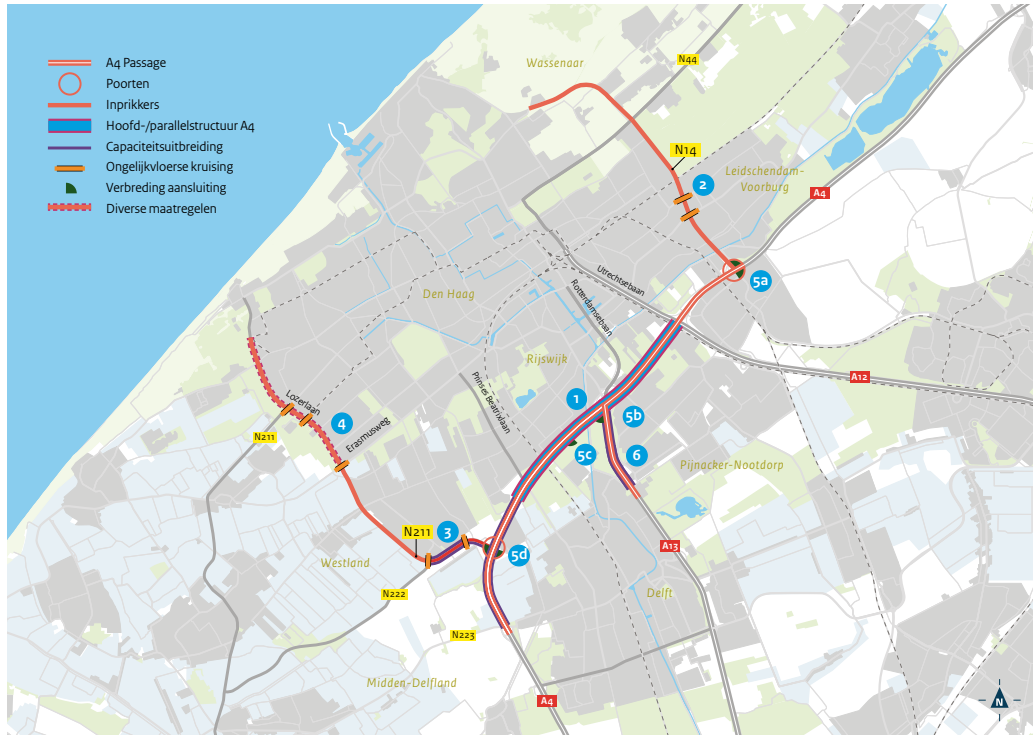 A4 Passage
Poorten
Inprikkers
Hoofd-/parallelstructuur A4
Capaciteitsuitbreiding
Ongelijkvloerse kruising
Verbreding aansluiting
Diverse maatregelen
Wassenaar
N44
N14
2
Leidschendam-
Voorburg
A4
5a
Utrechtsebaan
Rotterdamsebaan
Den Haag
Rijswijk
Prinses Beatrixlaan
A12
Lozerlaan
4
Erasmusweg
N211
1
5b
5c
6
Pijnacker-Nootdorp
N211
3
5d
A13
Westland
N222
Delft
N223
Midden-Delfland
A4
N